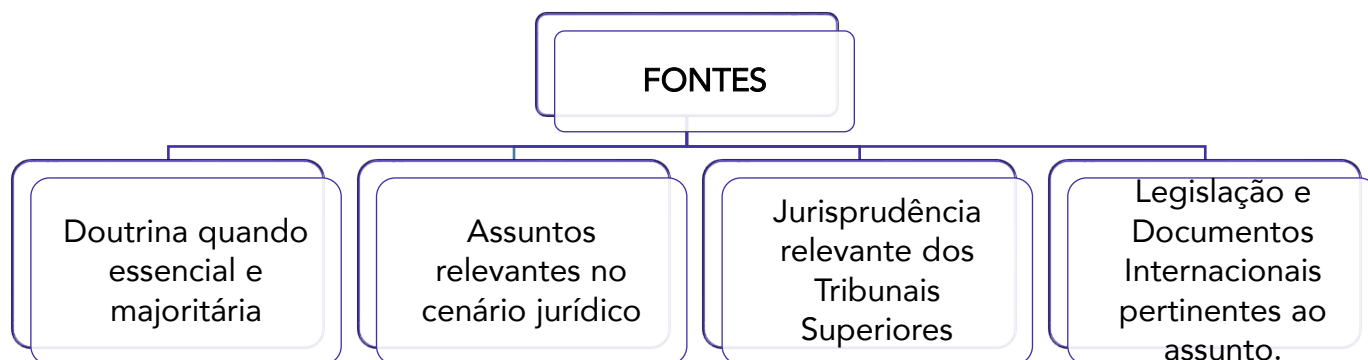 FONTES
Doutrina quando
essencial e
majoritária
Assuntos
relevantes no
cenário jurídico
Jurisprudência
relevante dos
Tribunais
Superiores
Legislação e
Documentos
Internacionais
pertinentes ao
assunto.